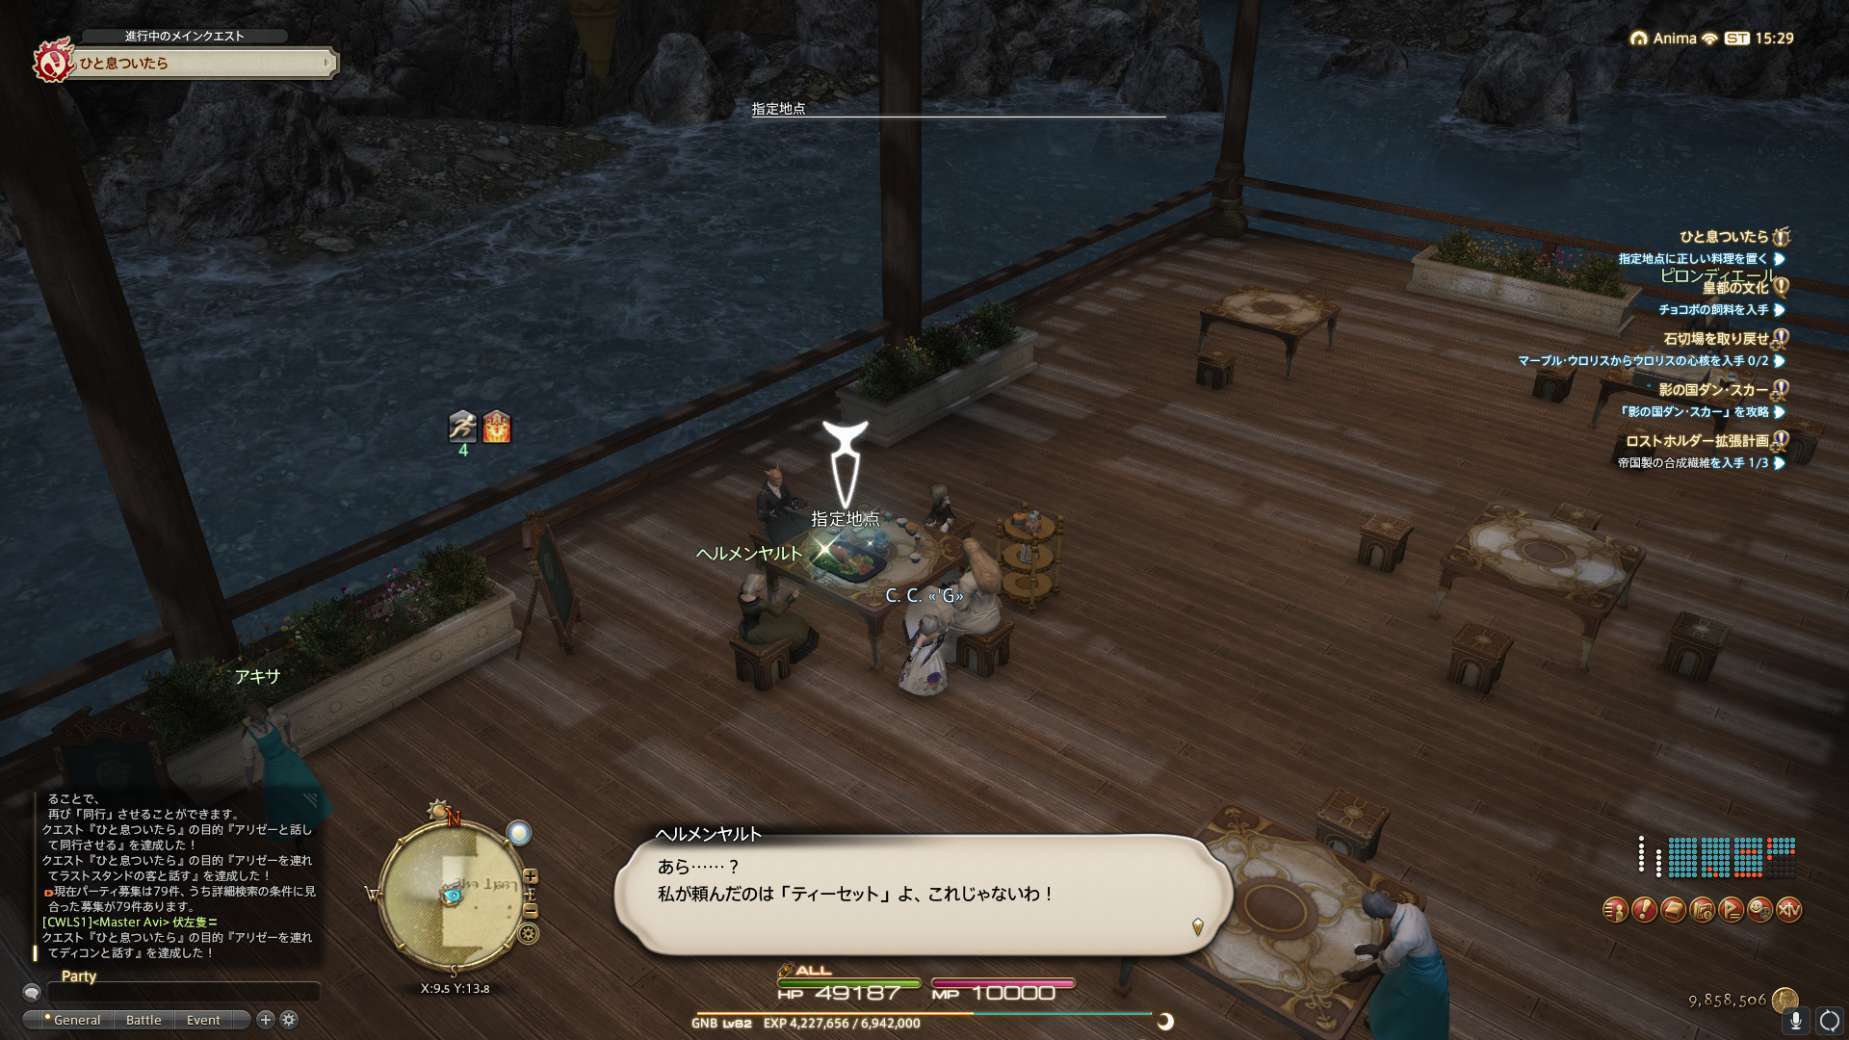 進行中のメインクエスト
ひと息ついたら
Anima ST 15:29
指定地点
ひと息ついたら
指定地点に正しい料理を置く
ピロンディエール
皇都の文化
チョコボの飼料を入手
石切場を取り戻せ
マーブル・ウロリスからウロリスの心核を入手 0/2
影の国ダン・スカー
「影の国ダン・スカー」を攻略
ロストホルダー拡張計画
帝国製の合成繊維を入手 1/3
4
指定地点
ヘルメンヤルト
C. C. «'G»
アキサ
ることで、
再び「同行」させることができます。
クエスト『ひと息ついたら』の目的『アリゼーと話し
て同行させる』を達成した！
クエスト『ひと息ついたら』の目的『アリゼーを連れ
てラストスタンドの客と話す』を達成した！
現在パーティ募集は79件、うち詳細検索の条件に見
合った募集が79件あります。
[CWLS1]<Master Avi> 伏左隻〓
クエスト『ひと息ついたら』の目的『アリゼーを連れ
てディコンと話す』を達成した！
Party
General Battle Event
N
W
E
S
X:9.5 Y:13.8
ヘルメンヤルト
あら……？
私が頼んだのは「ティーセット」よ、これじゃないわ！
ALL
HP 49187 MP 10000
GNB Lv82 EXP 4,227,656 / 6,942,000
XIV
9,858,506